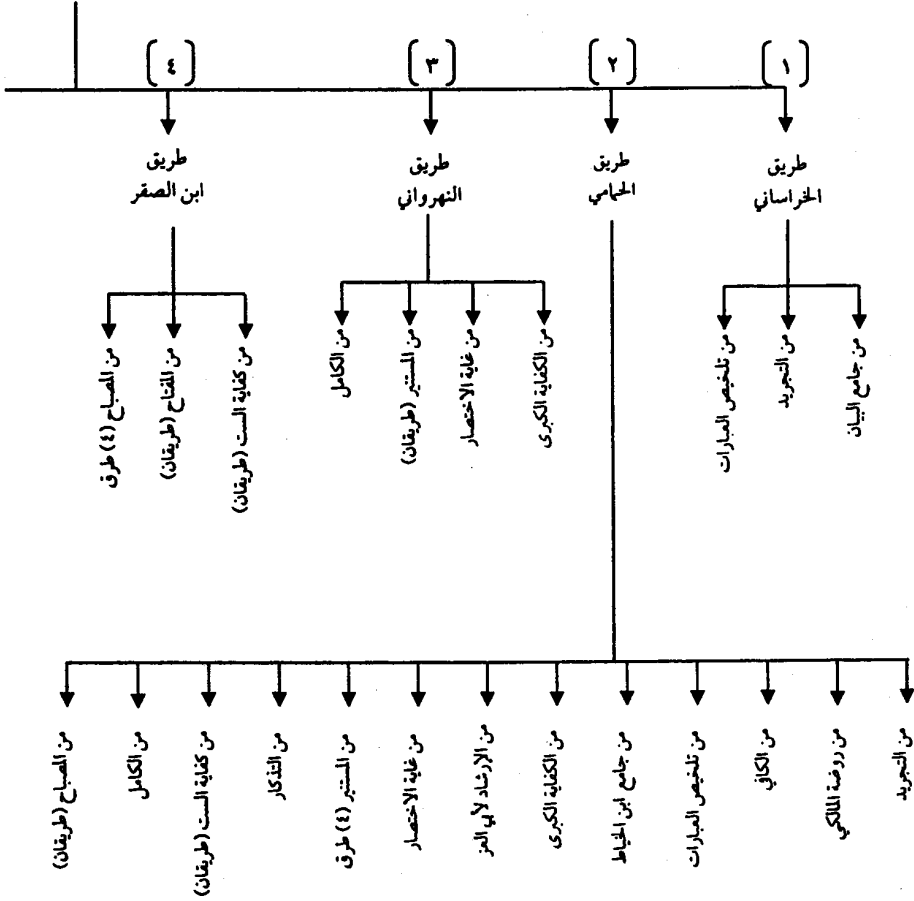 (١)
(٢)
(٣)
(٤)
طريق
الخراساني
طريق
الحمامي
طريق
النهرواني
طريق
ابن الصقر
من جامع البيان
من التجريد
من تلخيص العبارات
من الكفاية الكبرى
من غاية الاختصار
من المستنير (طريقان)
من الكامل
من كفاية الست (طريقان)
من المفتاح (طريقان)
من المصباح (٤) طرق
من التجريد
من روضة المالكي
من الكافي
من تلخيص العبارات
من جامع ابن الخياط
من الكفاية الكبرى
من الإرشاد لأبي العز
من غاية الاختصار
من المستنير (٤) طرق
من التذكار
من كفاية الست (طريقان)
من الكامل
من المصباح (طريقان)